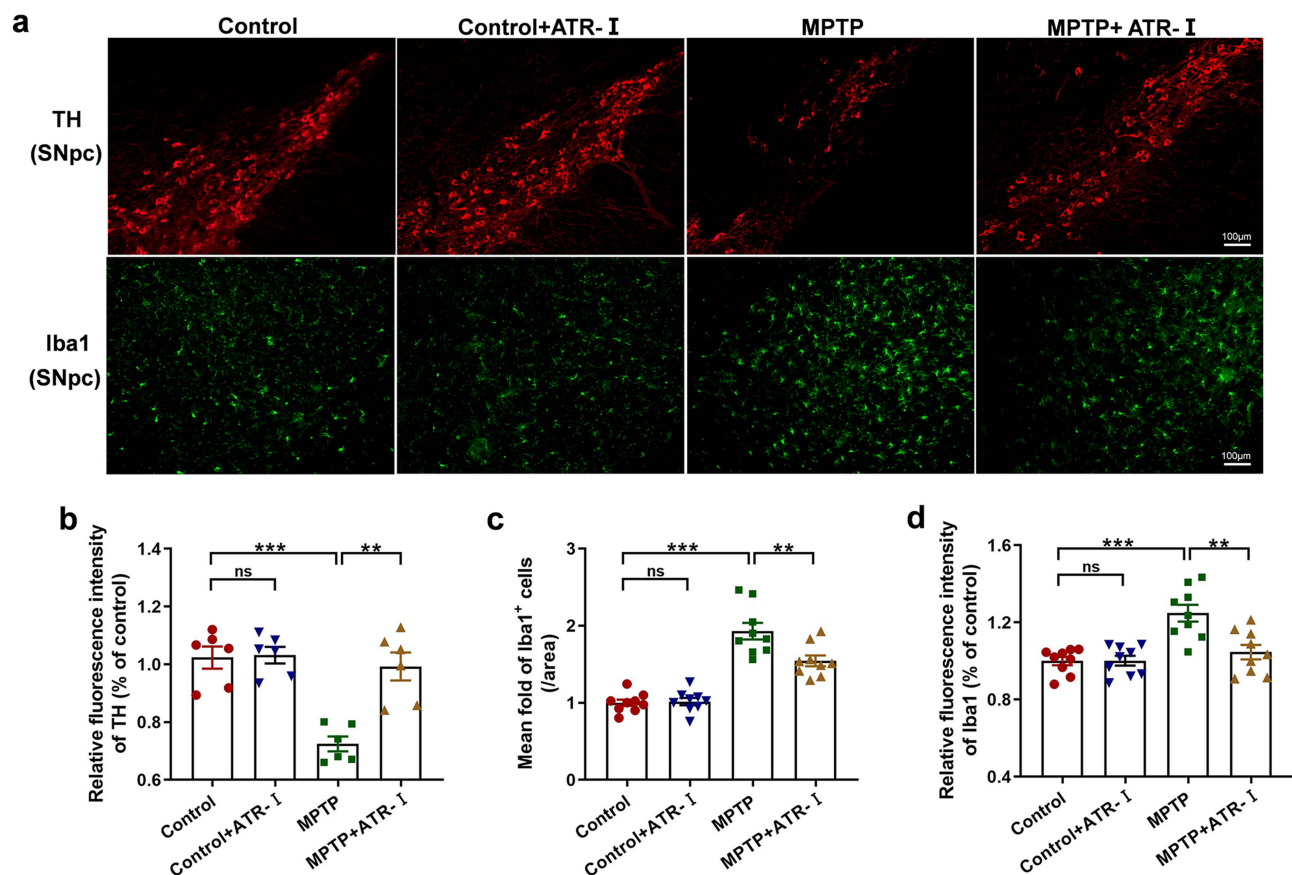 a
Control
Control+ATR-Ⅰ
MPTP
MPTP+ ATR-Ⅰ
TH
(SNpc)
100μm
Iba1
(SNpc)
100μm
b
Relative fluorescence intensity
of TH (% of control)
1.4
1.2
1.0
0.8
0.6
***
**
ns
Control
Control+ATR-Ⅰ
MPTP
MPTP+ATR-Ⅰ
c
Mean fold of Iba1⁺ cells
(/area)
3
2
1
0
***
**
ns
Control
Control+ATR-Ⅰ
MPTP
MPTP+ATR-Ⅰ
d
Relative fluorescence intensity
of Iba1 (% of control)
1.6
1.2
0.8
0.4
***
**
ns
Control
Control+ATR-Ⅰ
MPTP
MPTP+ATR-Ⅰ